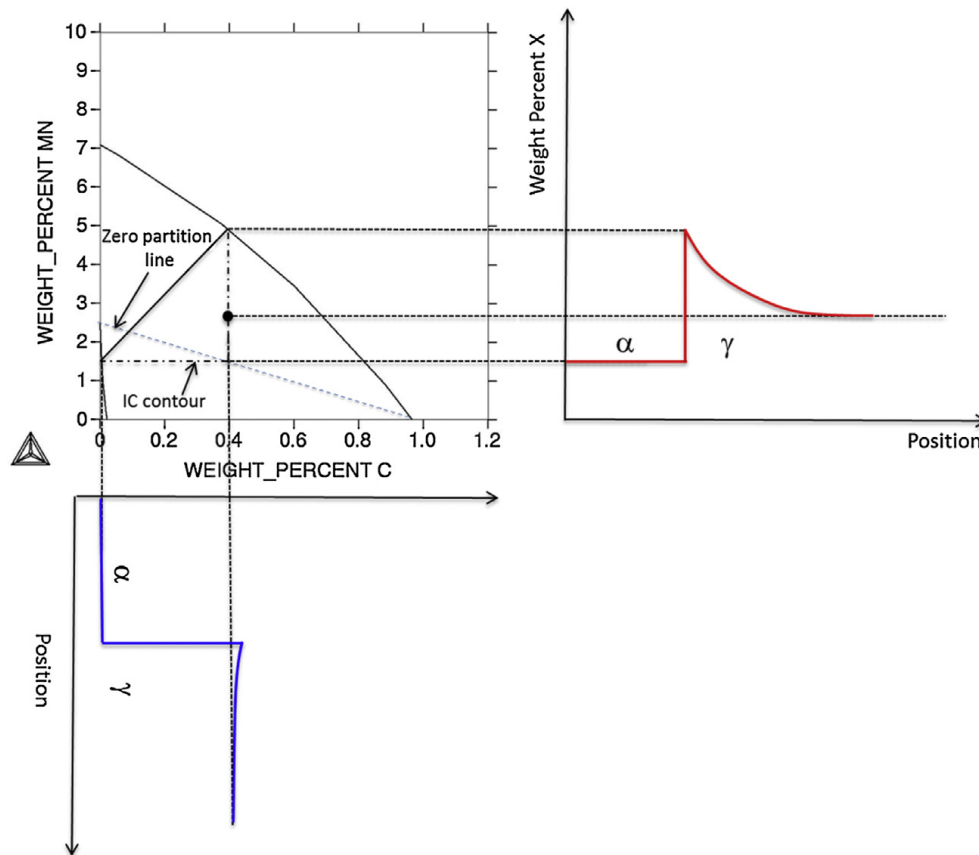 10
9
8
7
6
5
4
3
2
1
0
WEIGHT_PERCENT MN
Zero partition
line
IC contour
0 0.2 0.4 0.6 0.8 1.0 1.2
WEIGHT_PERCENT C
Weight Percent X
α γ
Position
α
γ
Position